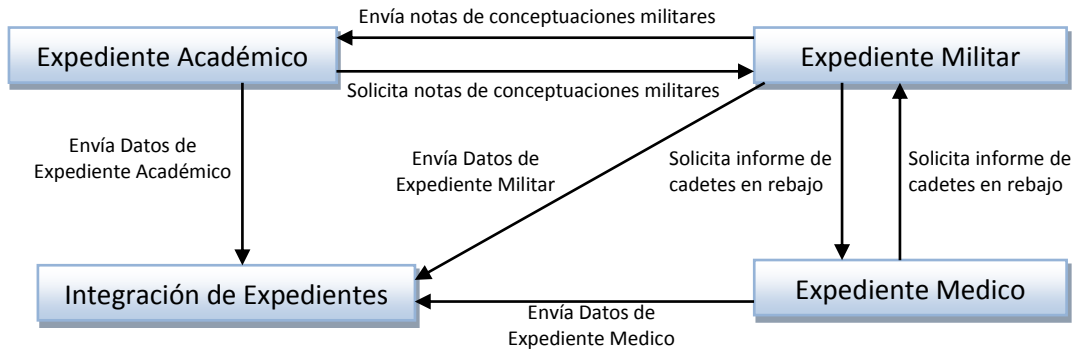 Envía notas de conceptuaciones militares
Expediente Académico
Expediente Militar
Solicita notas de conceptuaciones militares
Envía Datos de
Expediente Académico
Envía Datos de
Expediente Militar
Solicita informe de
cadetes en rebajo
Solicita informe de
cadetes en rebajo
Integración de Expedientes
Expediente Medico
Envía Datos de
Expediente Medico